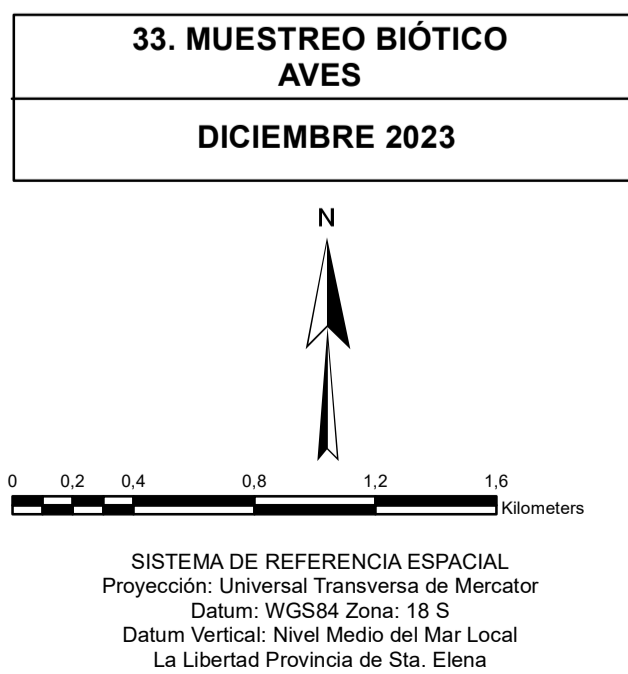 33. MUESTREO BIÓTICO
AVES
DICIEMBRE 2023
N
0 0,2 0,4 0,8 1,2 1,6
Kilometers
SISTEMA DE REFERENCIA ESPACIAL
Proyección: Universal Transversa de Mercator
Datum: WGS84 Zona: 18 S
Datum Vertical: Nivel Medio del Mar Local
La Libertad Provincia de Sta. Elena